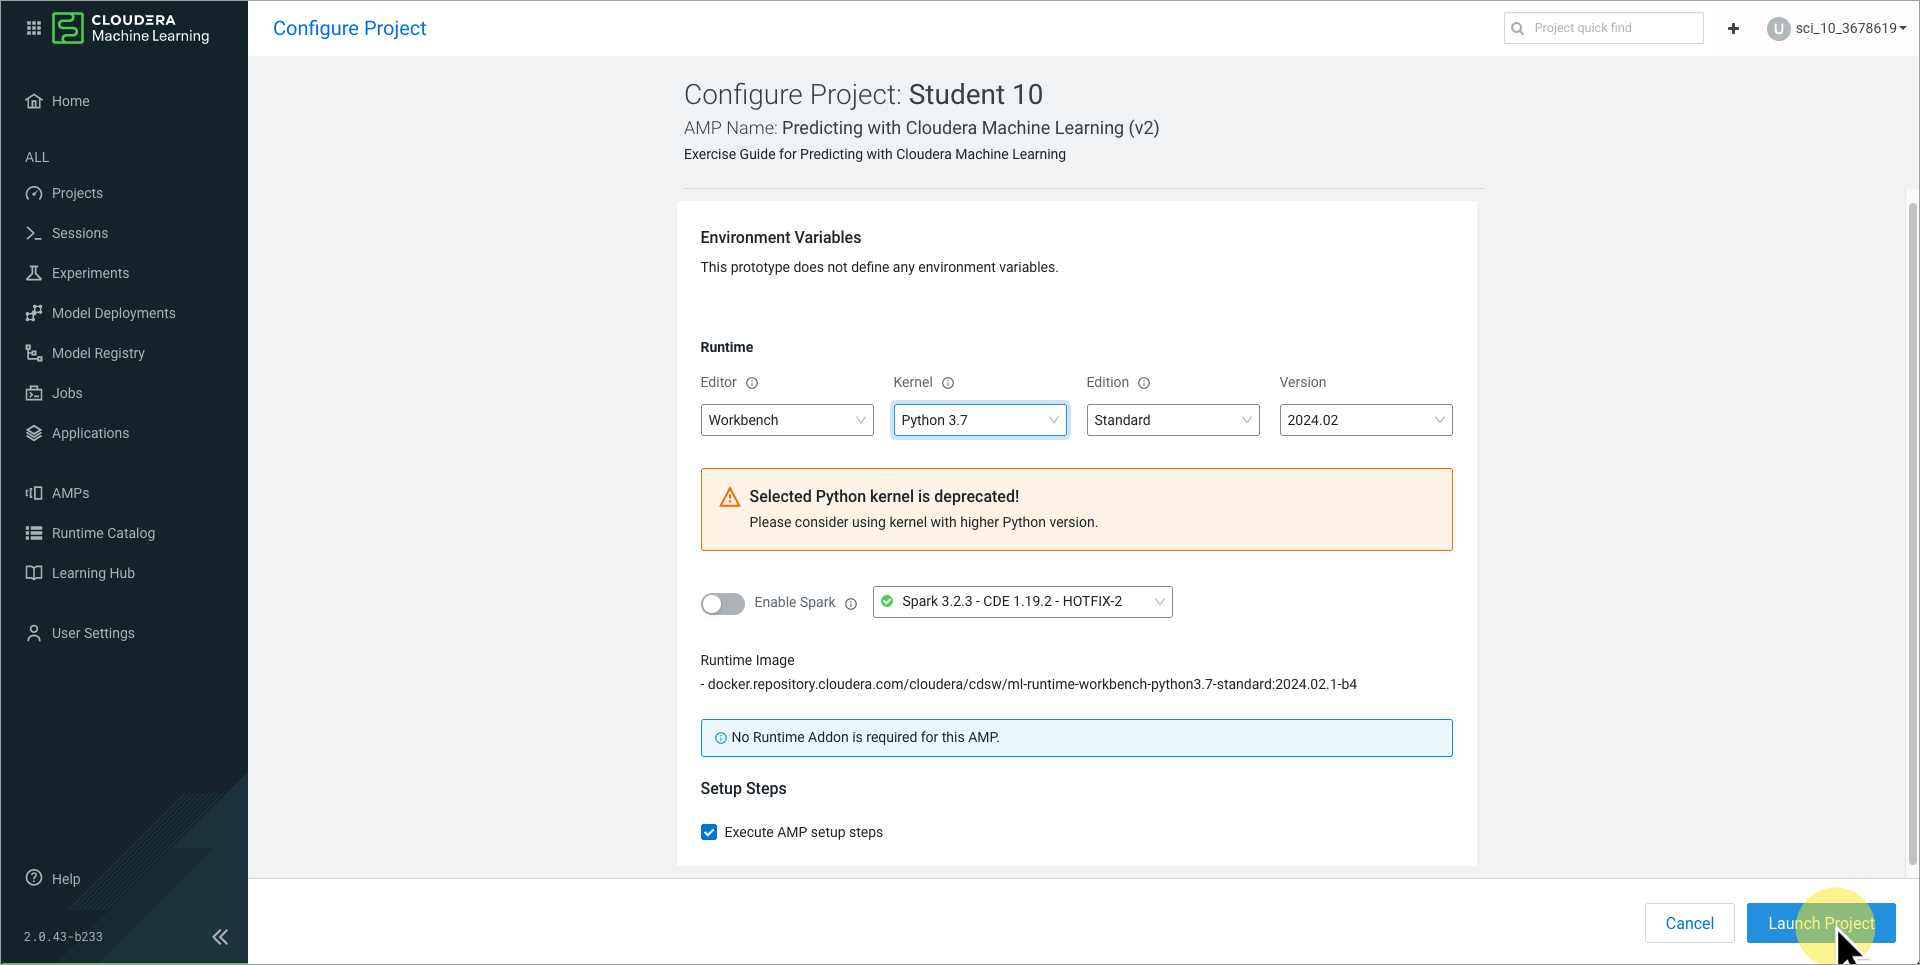 CLOUDERA
Machine Learning
Home
ALL
Projects
Sessions
Experiments
Model Deployments
Model Registry
Jobs
Applications
AMPs
Runtime Catalog
Learning Hub
User Settings
Help
2.0.43-b233
Configure Project
Project quick find
U
sci_10_3678619
Configure Project: Student 10
AMP Name: Predicting with Cloudera Machine Learning (v2)
Exercise Guide for Predicting with Cloudera Machine Learning
Environment Variables
This prototype does not define any environment variables.
Runtime
Editor Kernel Edition Version
Workbench Python 3.7 Standard 2024.02
Selected Python kernel is deprecated!
Please consider using kernel with higher Python version.
Enable Spark Spark 3.2.3 - CDE 1.19.2 - HOTFIX-2
Runtime Image
- docker.repository.cloudera.com/cloudera/cdsw/ml-runtime-workbench-python3.7-standard:2024.02.1-b4
No Runtime Addon is required for this AMP.
Setup Steps
Execute AMP setup steps
Cancel Launch Project